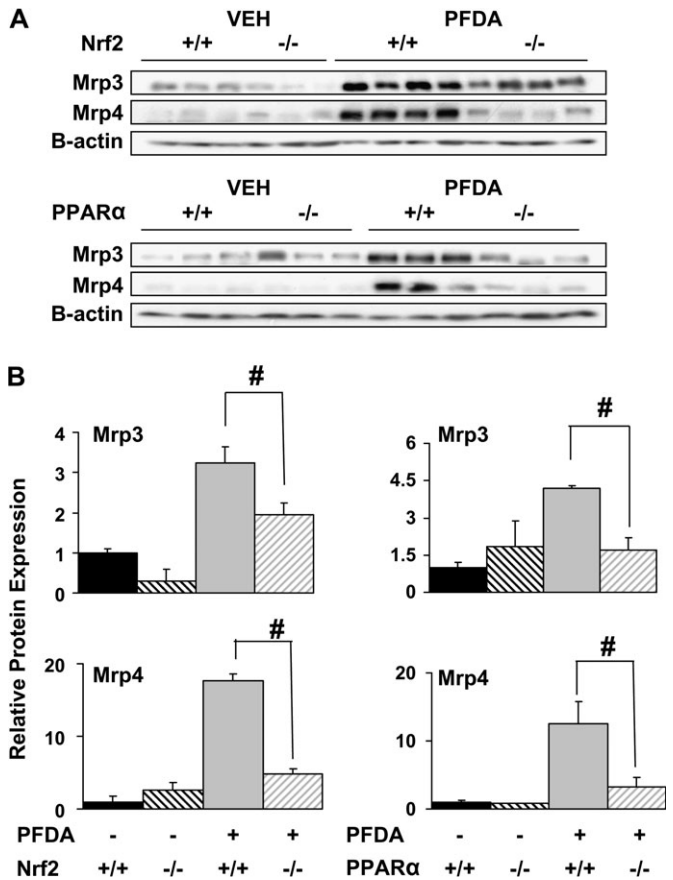 A
VEH PFDA
Nrf2 +/+ -/- +/+ -/-
Mrp3
Mrp4
B-actin
VEH PFDA
PPARα +/+ -/- +/+ -/-
Mrp3
Mrp4
B-actin
B
Relative Protein Expression
# #
4 Mrp3 6 Mrp3
3 4.5
2 3
1 1.5
0 0
# #
20 Mrp4 20 Mrp4
10 10
0 0
PFDA - - + + PFDA - - + +
Nrf2 +/+ -/- +/+ -/- PPARα +/+ -/- +/+ -/-